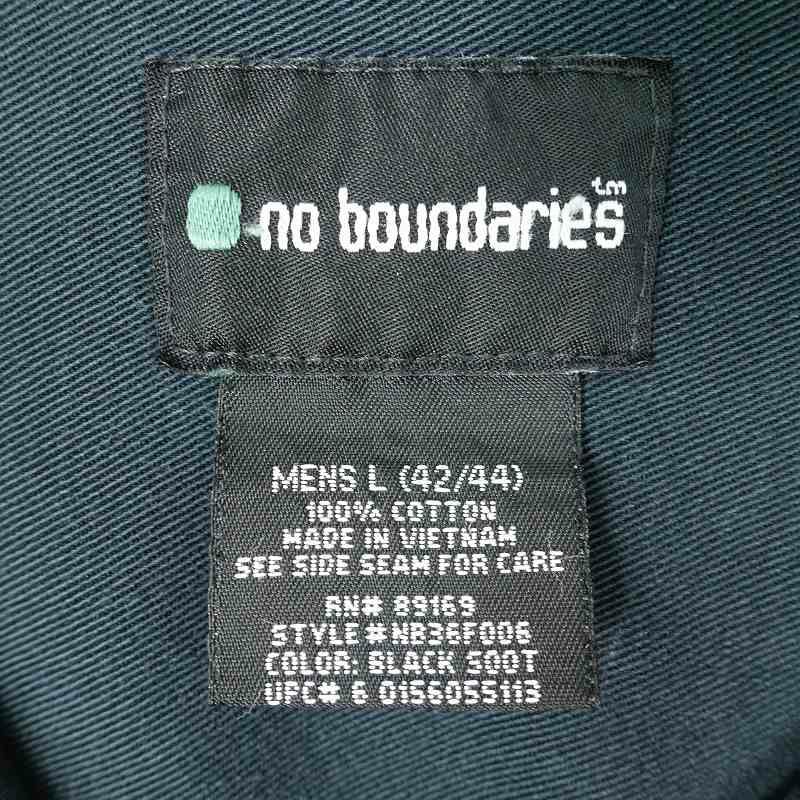 no boundaries™
MENS L (42/44)
100% COTTON
MADE IN VIETNAM
SEE SIDE SEAM FOR CARE
RN# 89169
STYLE #NB36F006
COLOR: BLACK SOOT
UPC# 6 0156055113